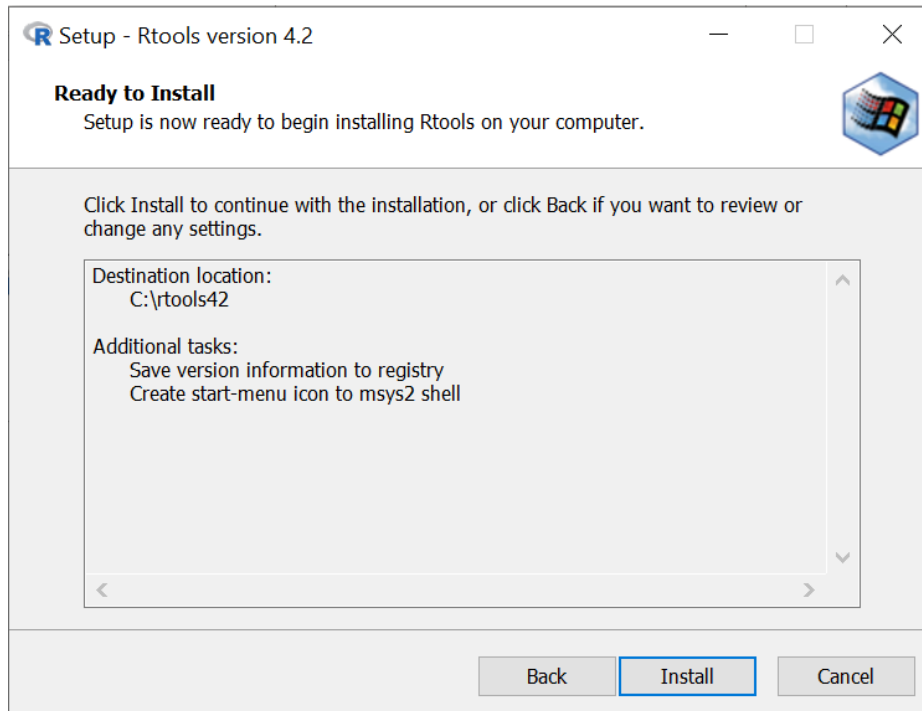 Setup - Rtools version 4.2
Ready to Install
Setup is now ready to begin installing Rtools on your computer.
Click Install to continue with the installation, or click Back if you want to review or
change any settings.
Destination location:
C:\rtools42
Additional tasks:
Save version information to registry
Create start-menu icon to msys2 shell
Back Install Cancel